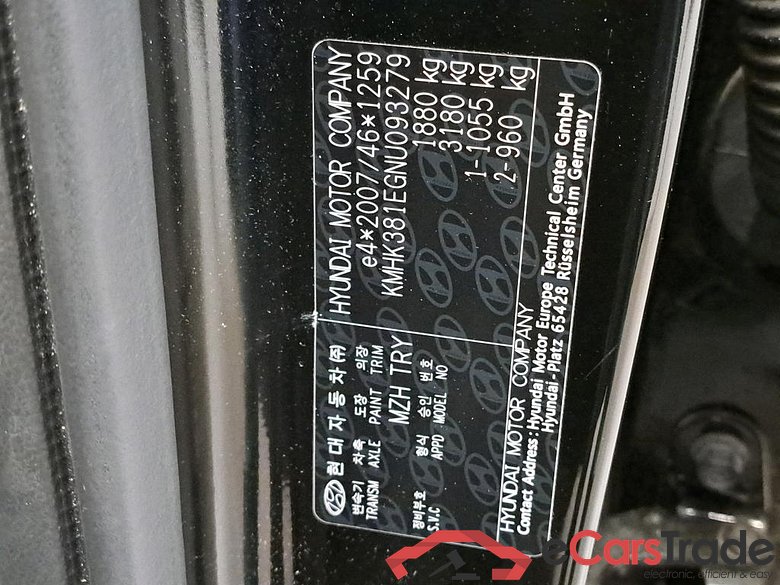 현대자동차(주)
HYUNDAI MOTOR COMPANY
e4*2007/46*1259
KMHK381EGNU093279
1880 kg
3180 kg
1-1055 kg
2-960 kg
변속기 차축 도장 의장
TRANSM AXLE PAINT TRIM
MZH TRY
정비부호 형식 승인 번호
S.V.C APPD MODEL NO
HYUNDAI MOTOR COMPANY
Contact Address : Hyundai Motor Europe Technical Center GmbH
Hyundai-Platz 65428 Rüsselsheim Germany
eCarsTrade
electronic, efficient & easy